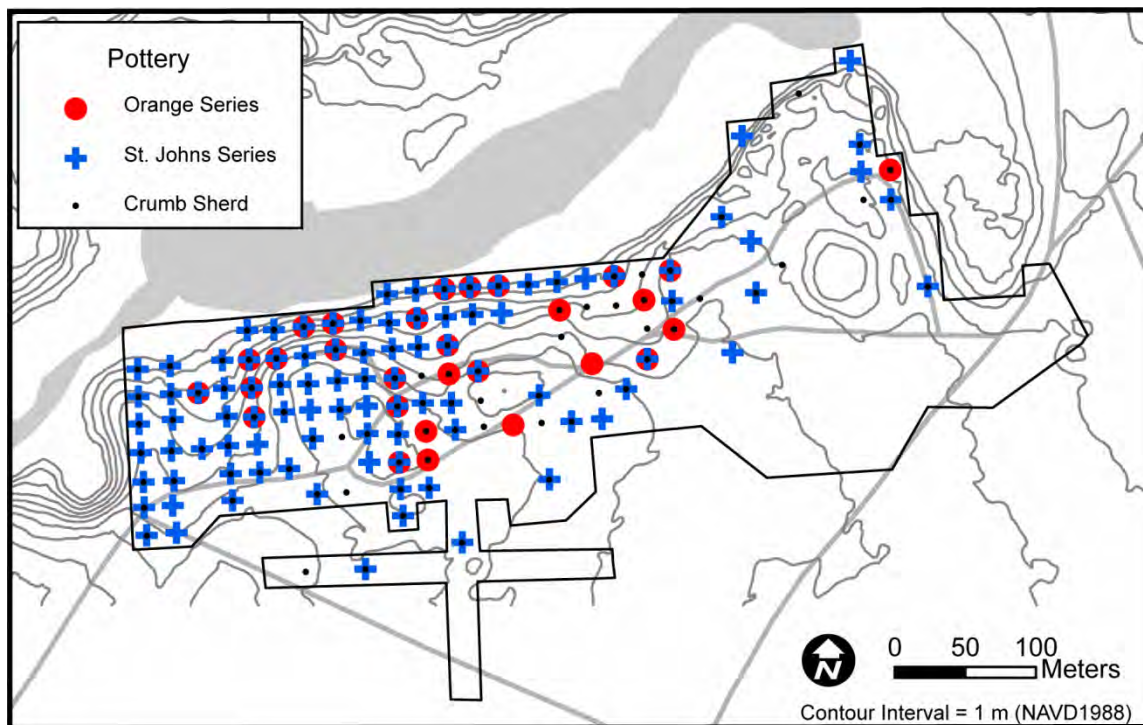 Pottery
Orange Series
St. Johns Series
Crumb Sherd
N
0 50 100
Meters
Contour Interval = 1 m (NAVD1988)